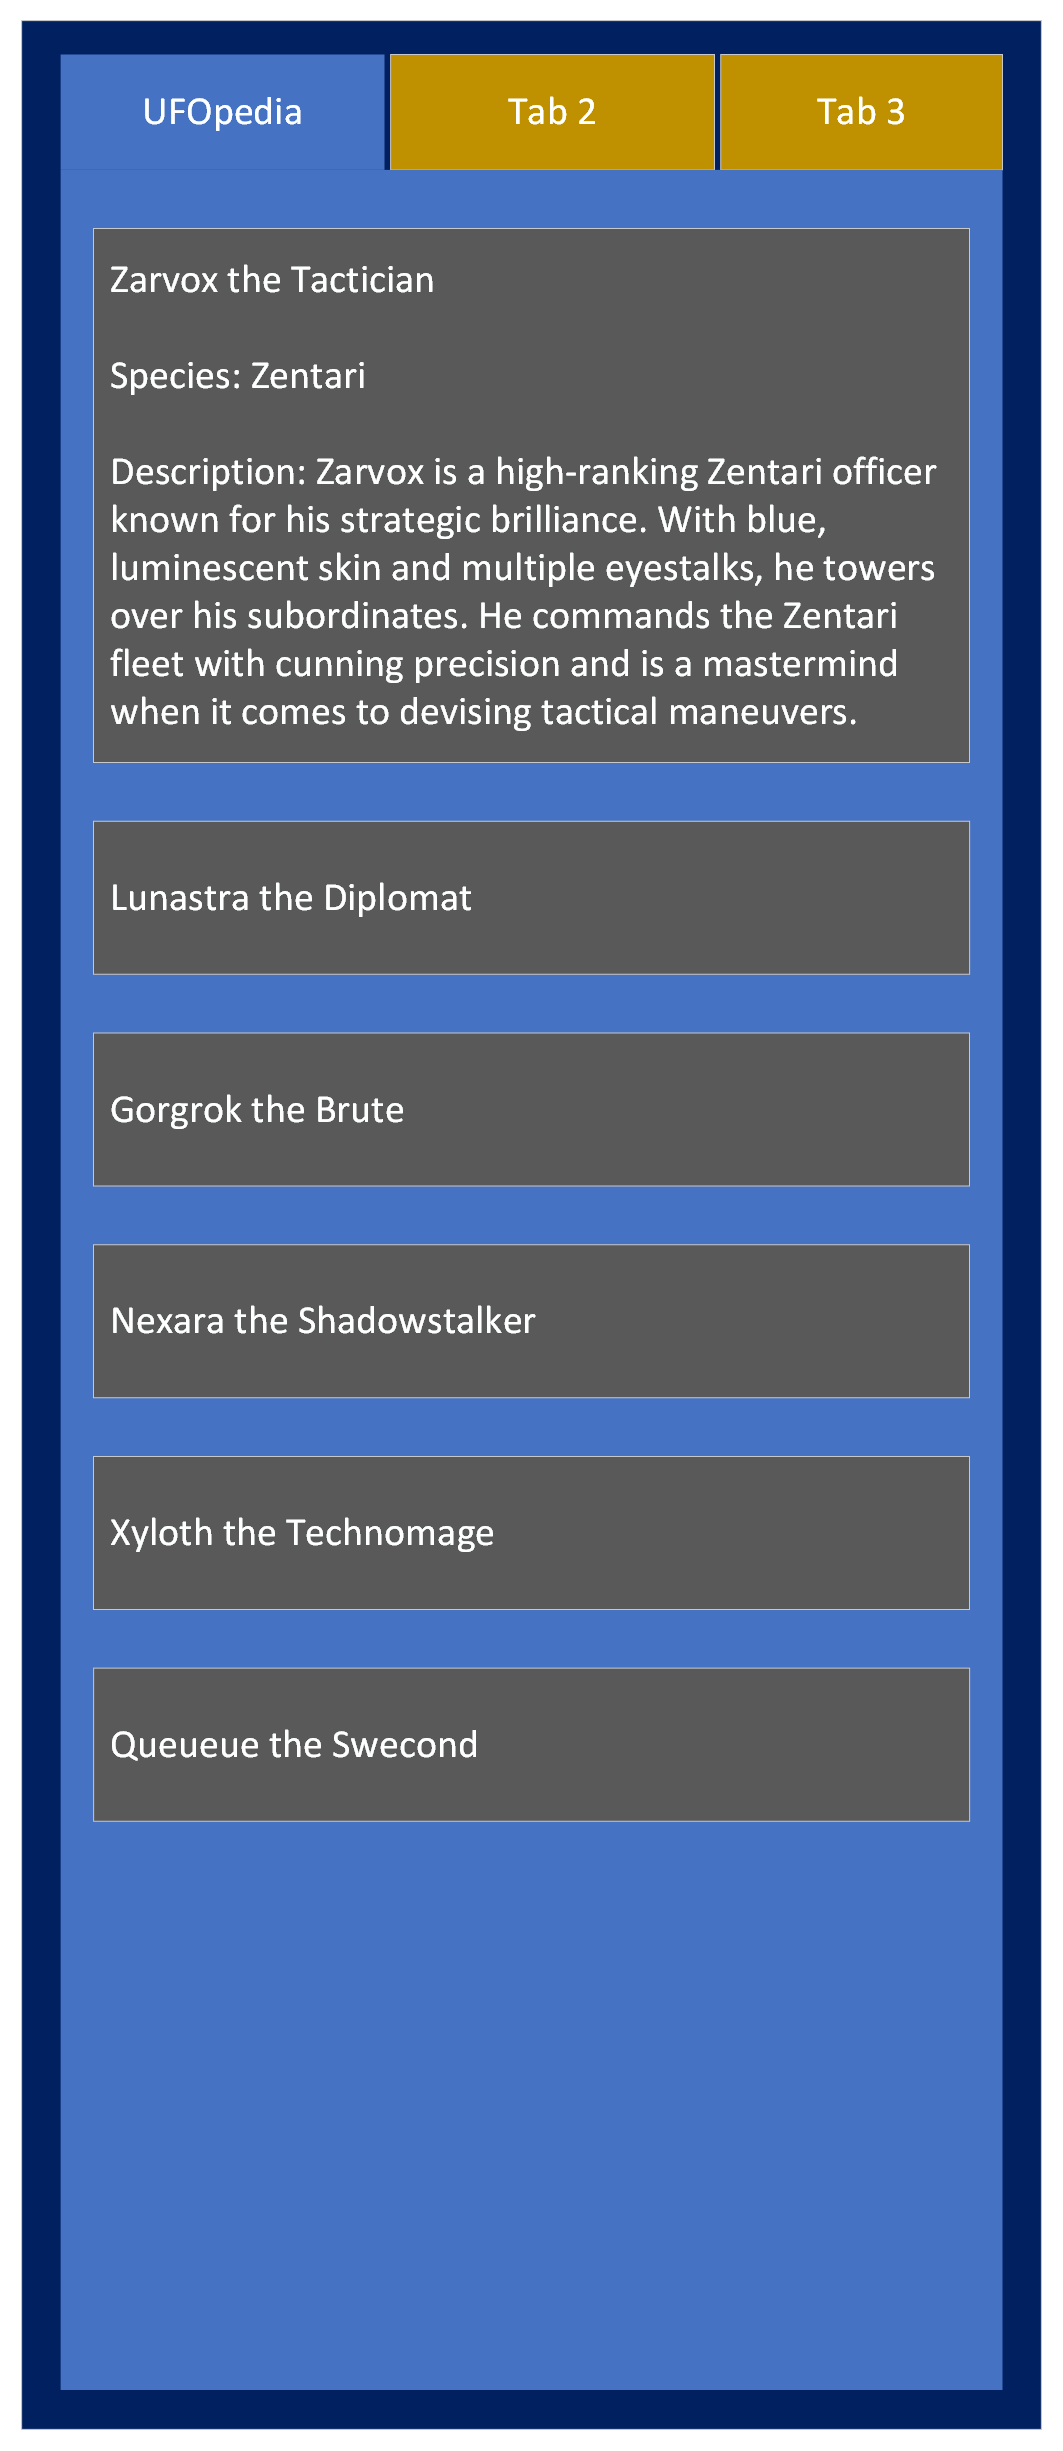 UFOpedia
Tab 2
Tab 3
Zarvox the Tactician
Species: Zentari
Description: Zarvox is a high-ranking Zentari officer
known for his strategic brilliance. With blue,
luminescent skin and multiple eyestalks, he towers
over his subordinates. He commands the Zentari
fleet with cunning precision and is a mastermind
when it comes to devising tactical maneuvers.
Lunastra the Diplomat
Gorgrok the Brute
Nexara the Shadowstalker
Xyloth the Technomage
Queueue the Swecond